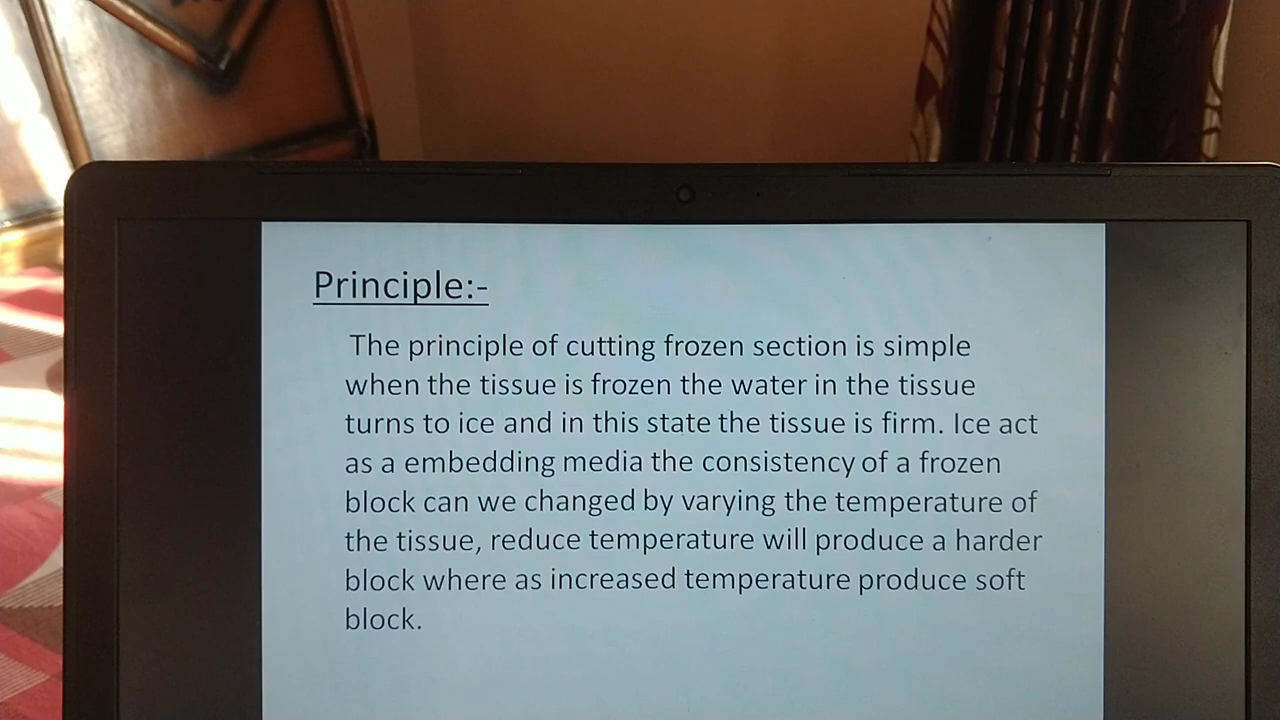 Principle:-
The principle of cutting frozen section is simple
when the tissue is frozen the water in the tissue
turns to ice and in this state the tissue is firm. Ice act
as a embedding media the consistency of a frozen
block can we changed by varying the temperature of
the tissue, reduce temperature will produce a harder
block where as increased temperature produce soft
block.